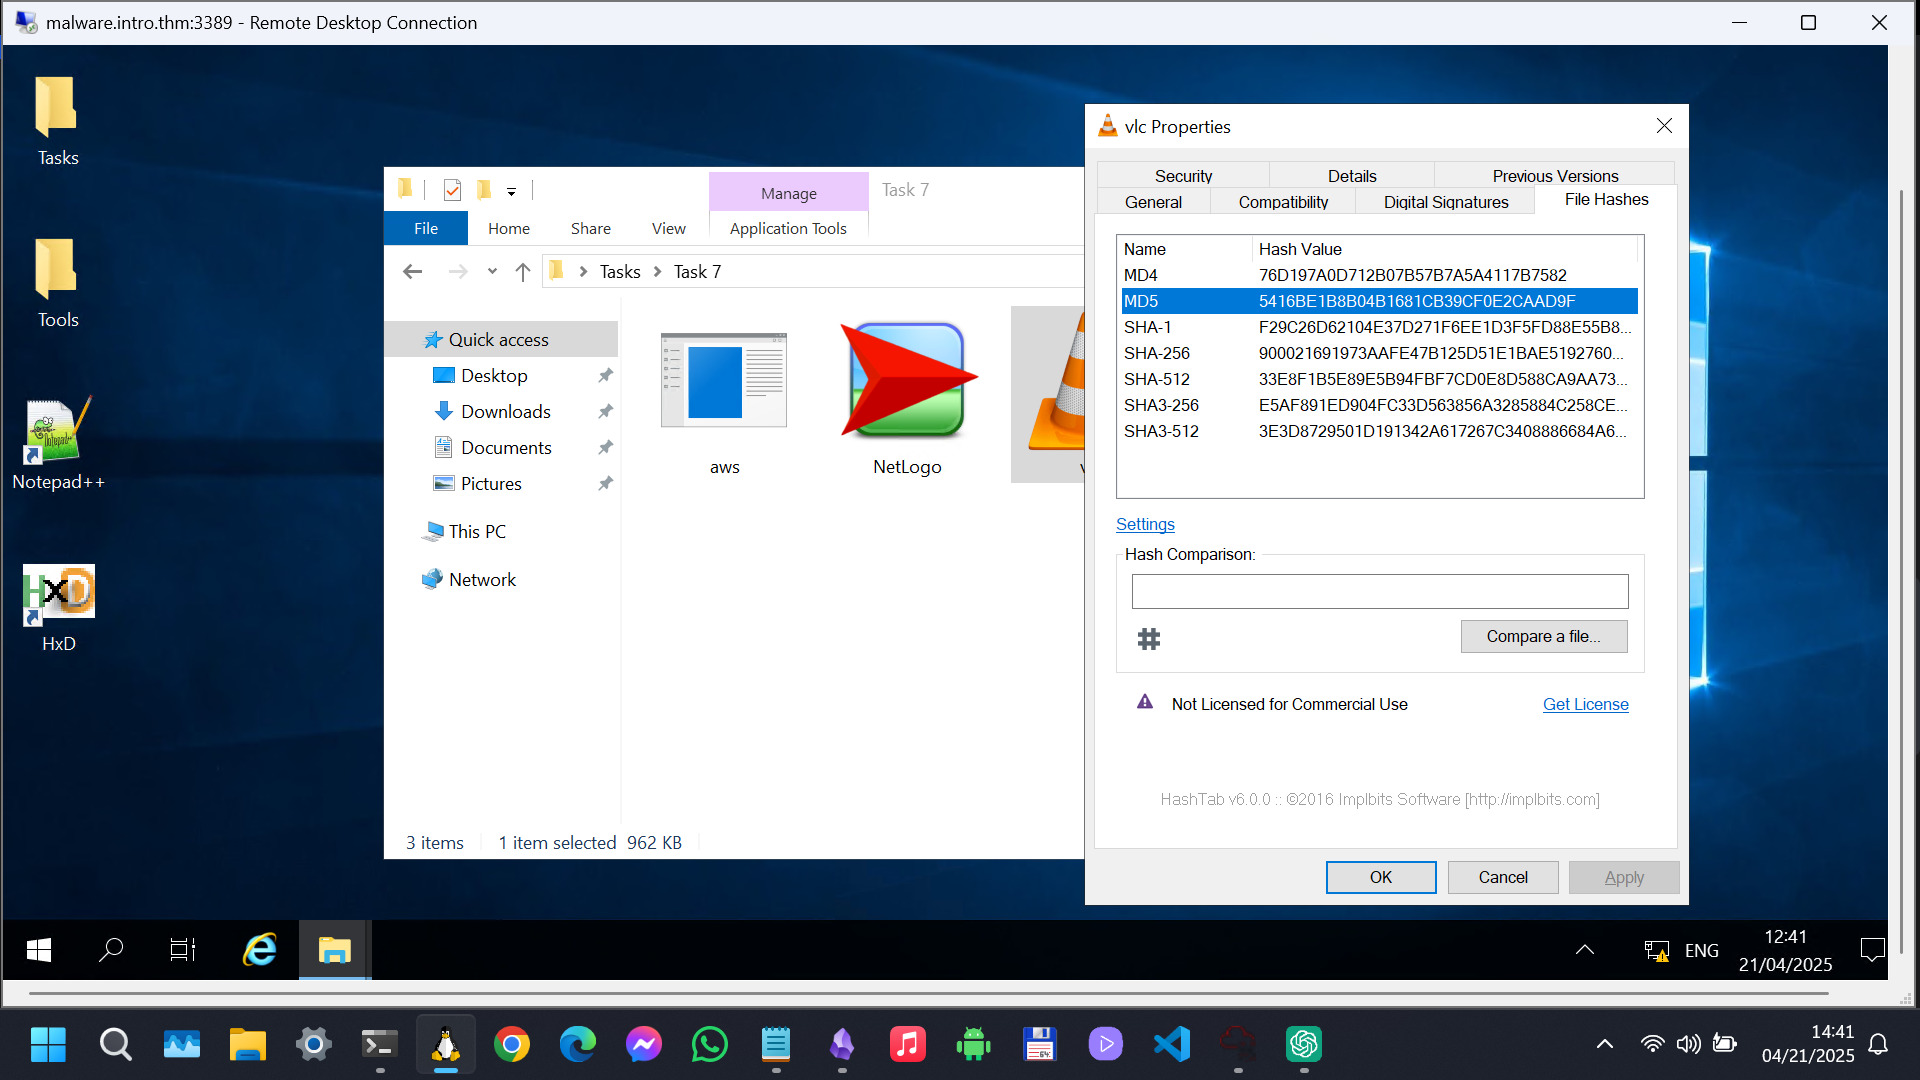 malware.intro.thm:3389 - Remote Desktop Connection
Tasks
Tools
Notepad++
HxD
HxD
Manage
Task 7
File
Home
Share
View
Application Tools
Tasks
Task 7
Quick access
Desktop
Downloads
Documents
Pictures
This PC
Network
aws
NetLogo
3 items
1 item selected 962 KB
vlc Properties
Security
Details
Previous Versions
General
Compatibility
Digital Signatures
File Hashes
Name Hash Value
MD4 76D197A0D712B07B57B7A5A4117B7582
MD5 5416BE1B8B04B1681CB39CF0E2CAAD9F
SHA-1 F29C26D62104E37D271F6EE1D3F5FD88E55B8...
SHA-256 900021691973AAFE47B125D51E1BAE5192760...
SHA-512 33E8F1B5E89E5B94FBF7CD0E8D588CA9AA73...
SHA3-256 E5AF891ED904FC33D563856A3285884C258CE...
SHA3-512 3E3D8729501D191342A617267C3408886684A6...
Settings
Hash Comparison:
Compare a file...
Not Licensed for Commercial Use
Get License
HashTab v6.0.0 :: ©2016 Implbits Software [http://implbits.com]
OK
Cancel
Apply
ENG
12:41
21/04/2025
64
14:41
04/21/2025